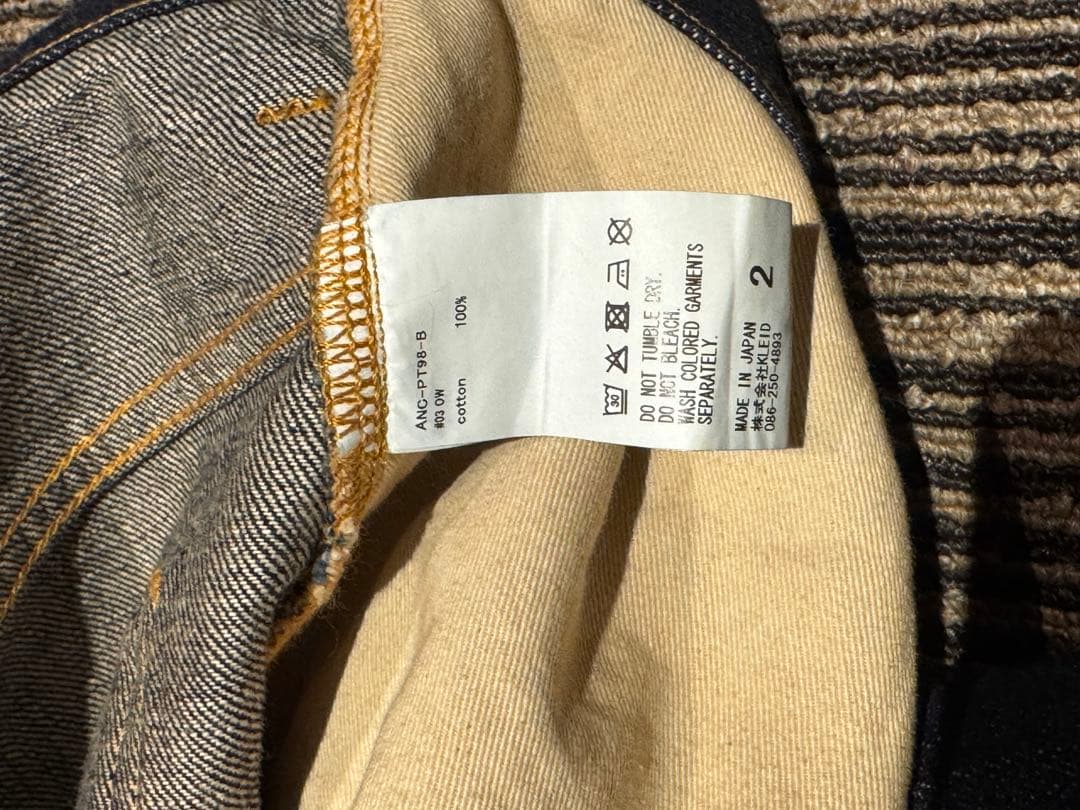 ANC-PT98-B
#03 OW
cotton 100%
30
DO NOT TUMBLE DRY.
DO NOT BLEACH.
WASH COLORED GARMENTS
SEPARATELY.
MADE IN JAPAN
株式会社KLEID
086-250-4893
2